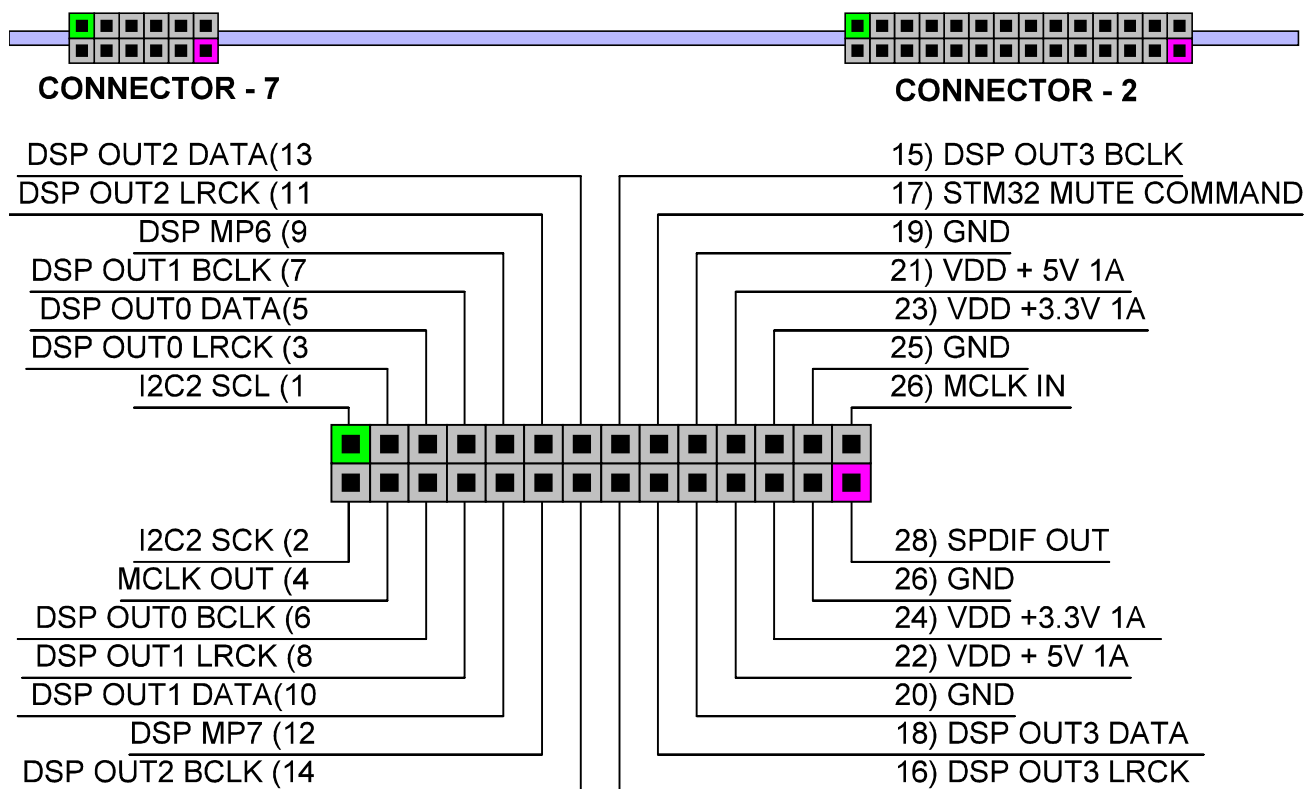 CONNECTOR - 7
CONNECTOR - 2
DSP OUT2 DATA(13
DSP OUT2 LRCK (11
DSP MP6 (9
DSP OUT1 BCLK (7
DSP OUT0 DATA(5
DSP OUT0 LRCK (3
I2C2 SCL (1
15) DSP OUT3 BCLK
17) STM32 MUTE COMMAND
19) GND
21) VDD + 5V 1A
23) VDD +3.3V 1A
25) GND
26) MCLK IN
I2C2 SCK (2
MCLK OUT (4
DSP OUT0 BCLK (6
DSP OUT1 LRCK (8
DSP OUT1 DATA(10
DSP MP7 (12
DSP OUT2 BCLK (14
28) SPDIF OUT
26) GND
24) VDD +3.3V 1A
22) VDD + 5V 1A
20) GND
18) DSP OUT3 DATA
16) DSP OUT3 LRCK